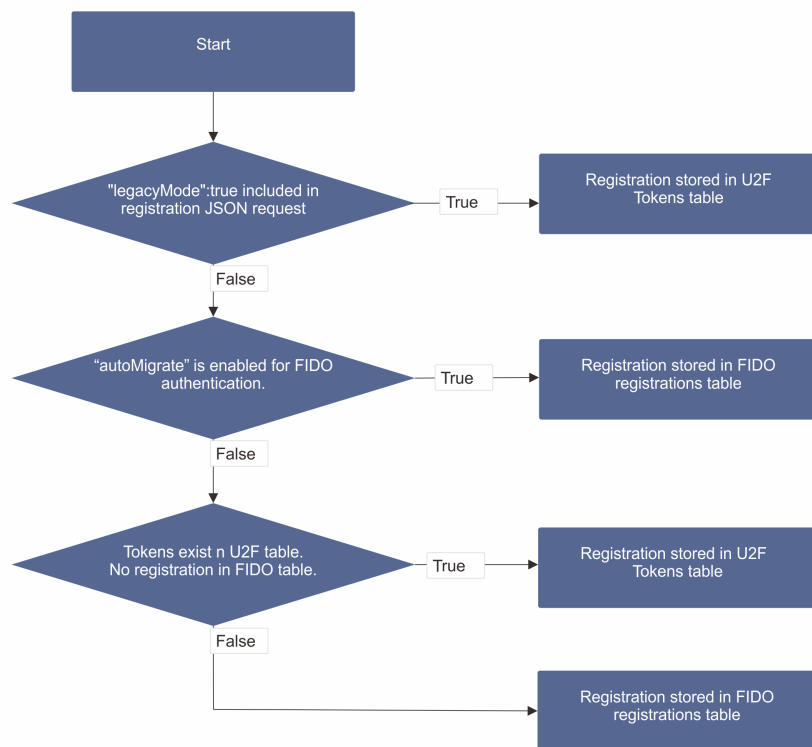 Start
"legacyMode":true included in
registration JSON request
True
Registration stored in U2F
Tokens table
False
“autoMigrate” is enabled for FIDO
authentication.
True
Registration stored in FIDO
registrations table
False
Tokens exist n U2F table.
No registration in FIDO table.
True
Registration stored in U2F
Tokens table
False
Registration stored in FIDO
registrations table